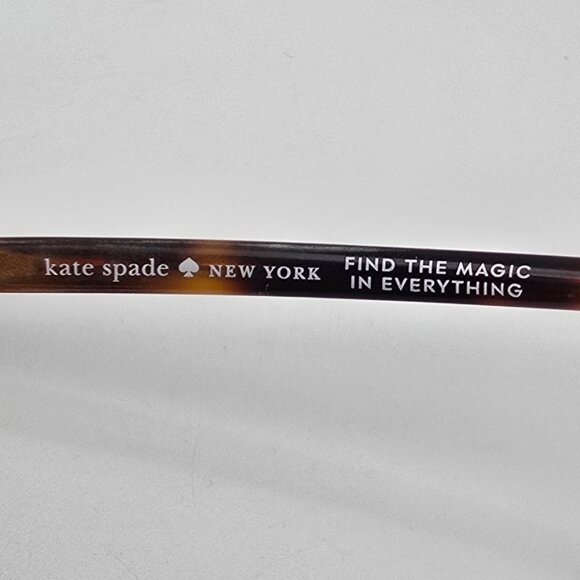 kate spade ♠ NEW YORK
FIND THE MAGIC
IN EVERYTHING